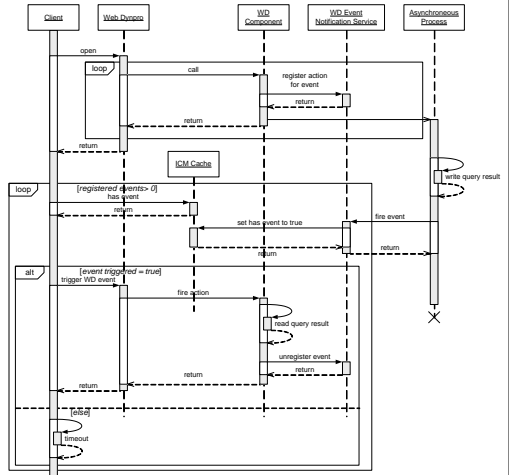 Client
Web Dynpro
WD
Component
WD Event
Notification Service
Asynchroneous
Process
open
loop
call
register action
for event
return
return
return
ICM Cache
write query result
loop
[registered events> 0]
has event
return
fire event
set has event to true
return
return
alt
[event triggered = true]
trigger WD event
fire action
read query result
unregister event
return
return
return
[else]
timeout